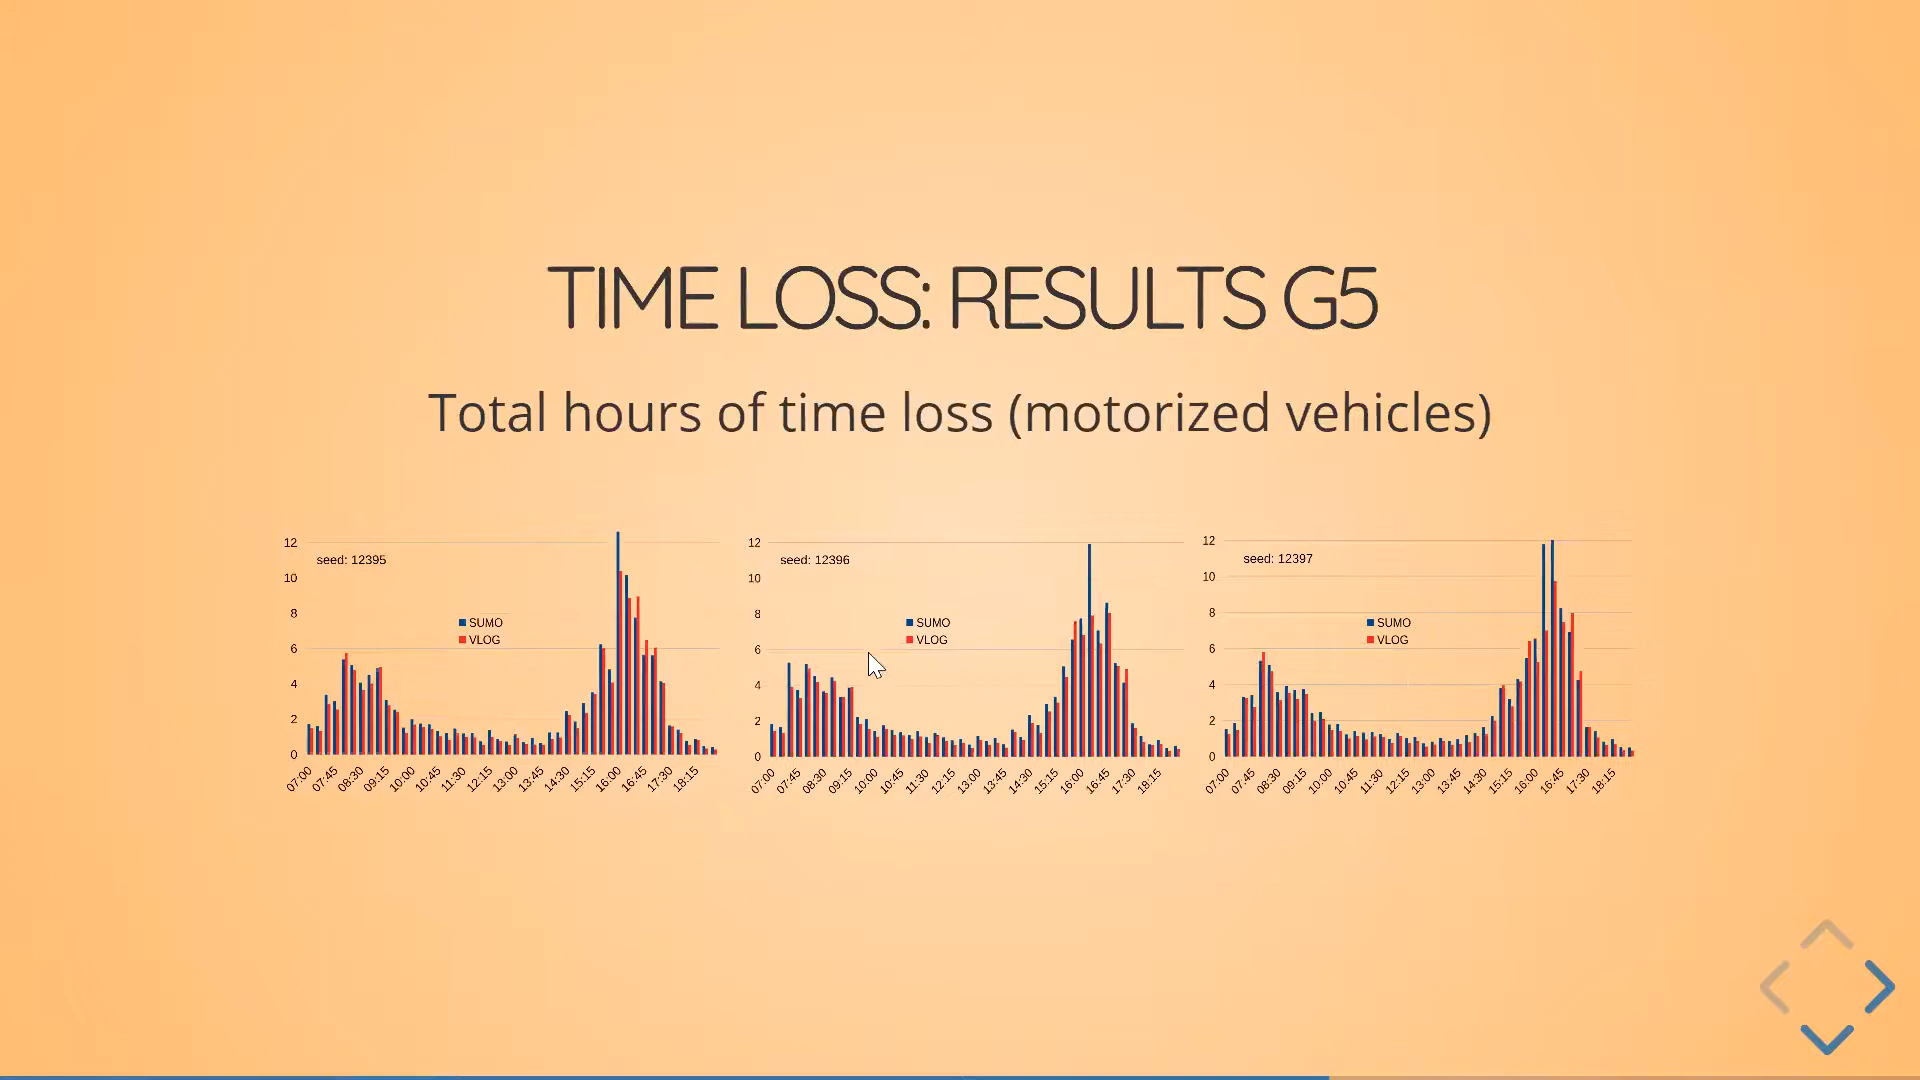 TIME LOSS: RESULTS G5
Total hours of time loss (motorized vehicles)
12
10
8
6
4
2
0
seed: 12395
SUMO
VLOG
07:00 07:45 08:30 09:15 10:00 10:45 11:30 12:15 13:00 13:45 14:30 15:15 16:00 16:45 17:30 18:15
12
10
8
6
4
2
0
seed: 12396
SUMO
VLOG
07:00 07:45 08:30 09:15 10:00 10:45 11:30 12:15 13:00 13:45 14:30 15:15 16:00 16:45 17:30 18:15
12
10
8
6
4
2
0
seed: 12397
SUMO
VLOG
07:00 07:45 08:30 09:15 10:00 10:45 11:30 12:15 13:00 13:45 14:30 15:15 16:00 16:45 17:30 18:15